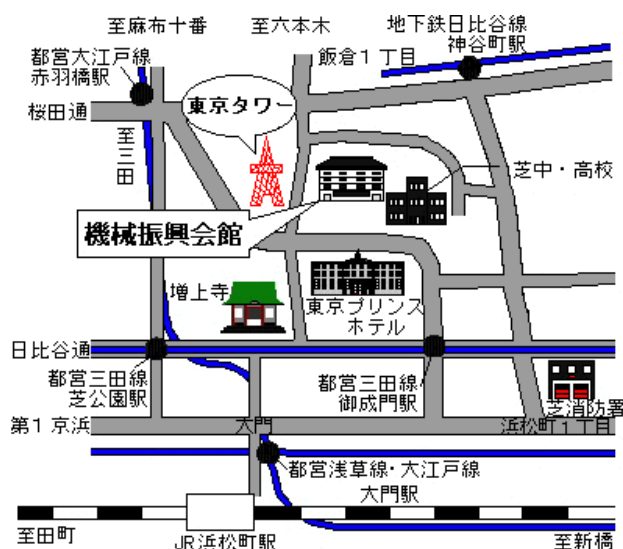 至麻布十番
至六本木
地下鉄日比谷線
神谷町駅
都営大江戸線
赤羽橋駅
飯倉1丁目
桜田通
東京タワー
至三田
芝中・高校
機械振興会館
増上寺
東京プリンス
ホテル
日比谷通
都営三田線
芝公園駅
都営三田線
御成門駅
芝消防署
第1京浜
大門
浜松町1丁目
都営浅草線・大江戸線
大門駅
至田町
JR浜松町駅
至新橋